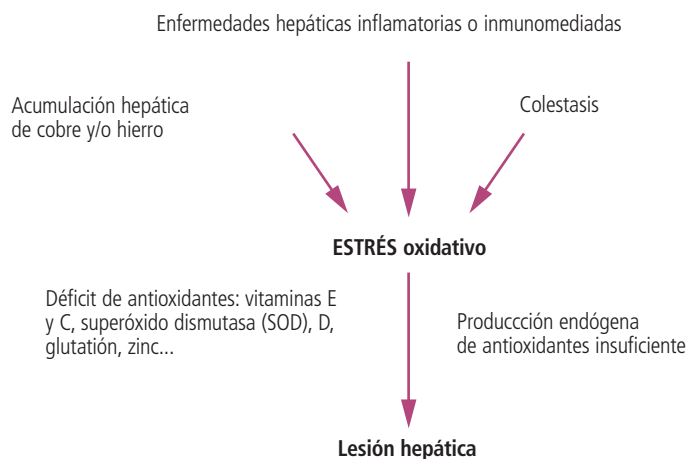 Enfermedades hepáticas inflamatorias o inmunomediadas
Acumulación hepática
de cobre y/o hierro
Colestasis
ESTRÉS oxidativo
Déficit de antioxidantes: vitaminas E
y C, superóxido dismutasa (SOD), D,
glutatión, zinc...
Produccción endógena
de antioxidantes insuficiente
Lesión hepática